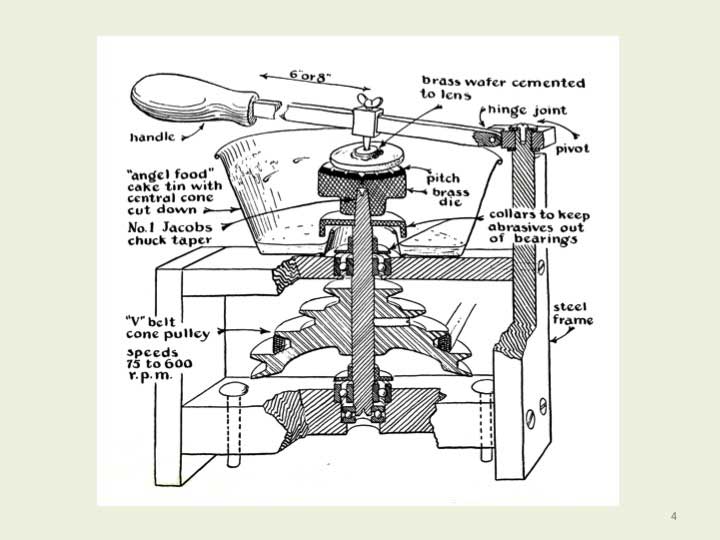 6" or 8"
brass wafer cemented
to lens
hinge joint
handle
pivot
"angel food"
cake tin with
central cone
cut down
No.1 Jacobs
chuck taper
pitch
brass
die
collars to keep
abrasives out
of bearings
"V" belt
cone pulley
speeds
75 to 600
r.p.m.
steel
frame
4